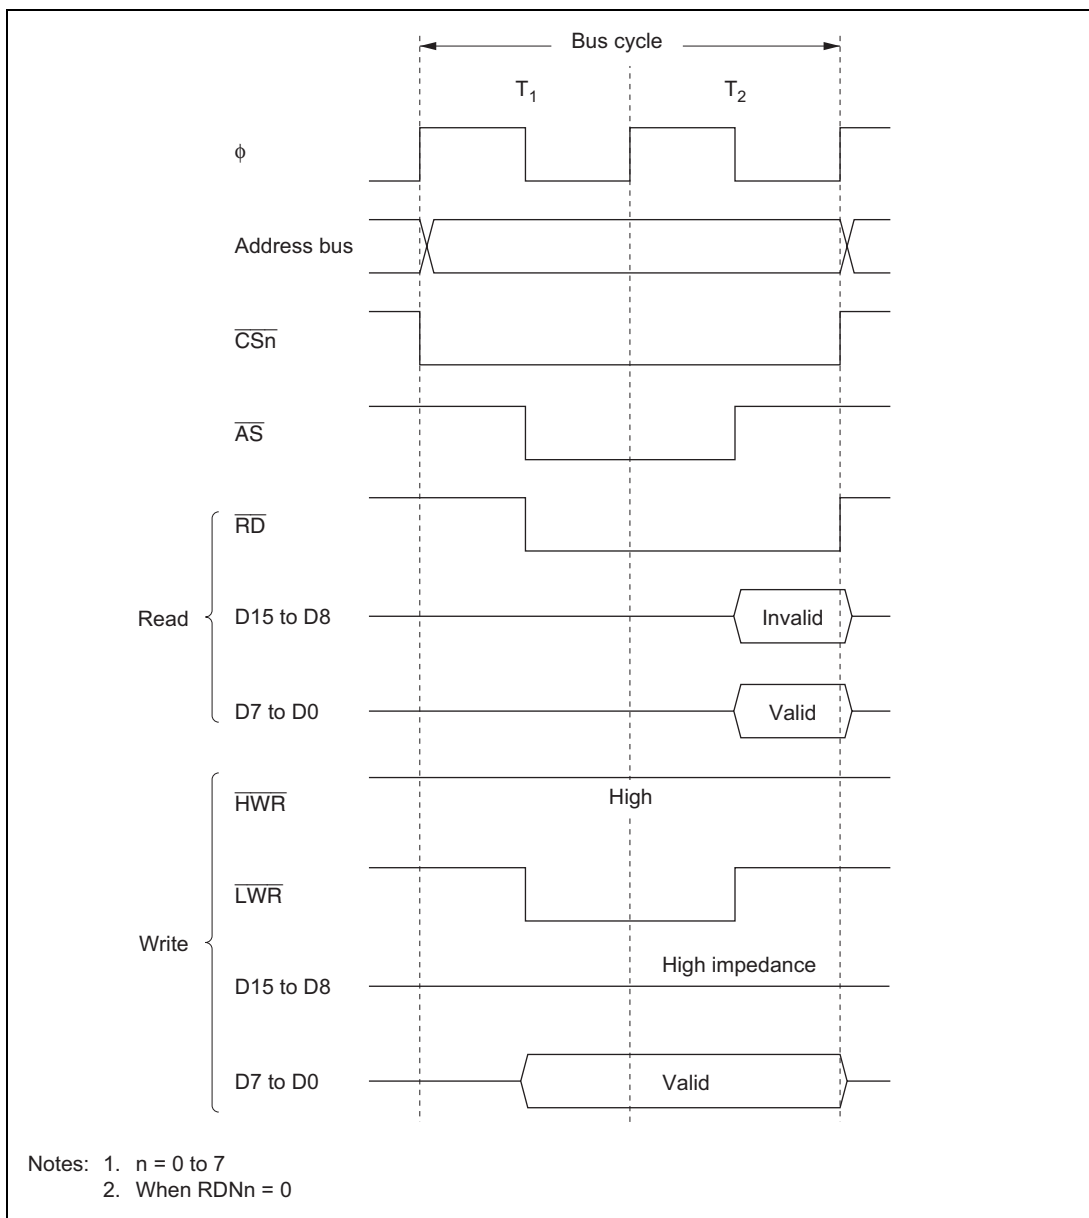 Bus cycle
T1 T2
ϕ
Address bus
CSn
AS
RD
Read
D15 to D8 Invalid
D7 to D0 Valid
HWR
High
LWR
Write
High impedance
D15 to D8
D7 to D0 Valid
Notes: 1. n = 0 to 7
2. When RDNn = 0